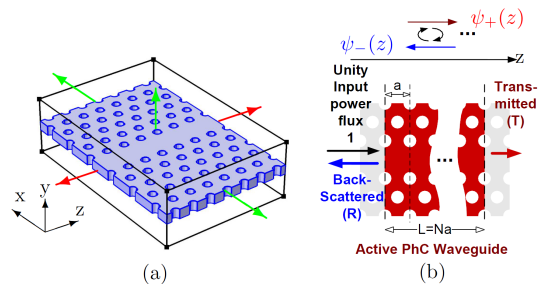 y
x
z
(a)
ψ₊(z)
...
ψ₋(z)
z
Unity
Input
power
flux
1
a
Trans-
mitted
(T)
...
Back-
Scattered
(R)
L=Na
Active PhC Waveguide
(b)